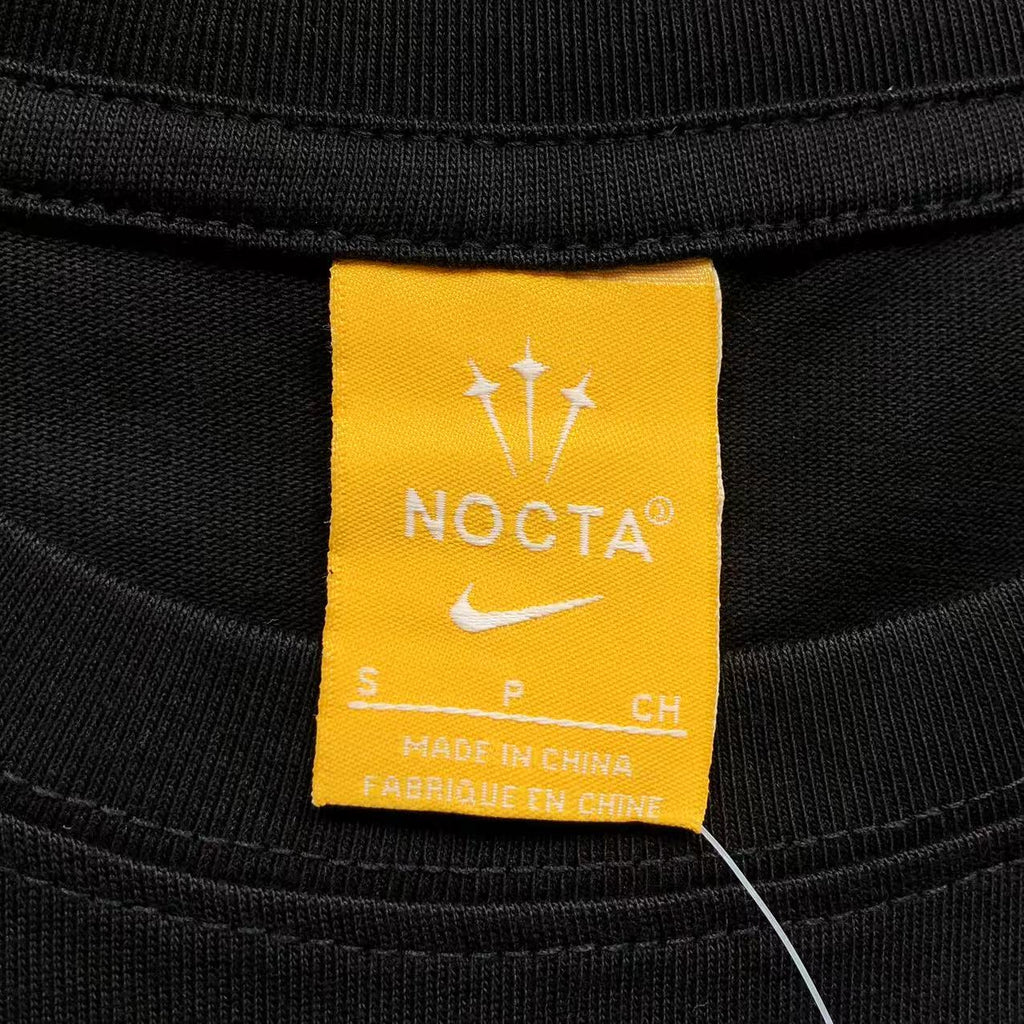 NOCTA
S P CH
MADE IN CHINA
FABRIQUE EN CHINE